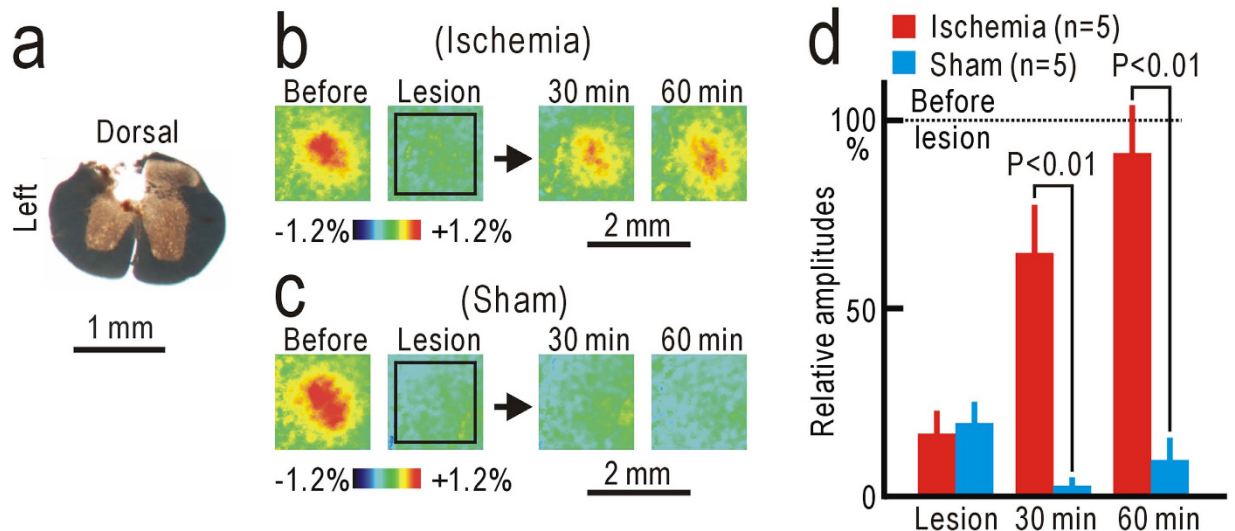 a
Dorsal
Left
1 mm
b
(Ischemia)
Before
Lesion
30 min
60 min
-1.2%
+1.2%
2 mm
c
(Sham)
Before
Lesion
30 min
60 min
-1.2%
+1.2%
2 mm
d
Ischemia (n=5)
Sham (n=5)
P<0.01
Before
lesion
100
%
P<0.01
50
0
Relative amplitudes
Lesion
30 min
60 min